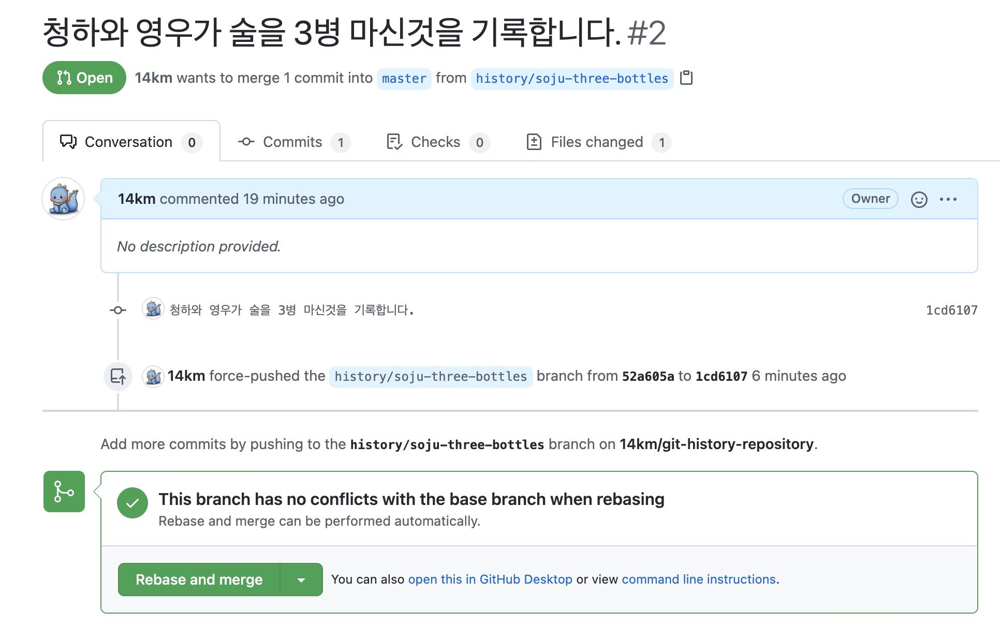 청하와 영우가 술을 3병 마신것을 기록합니다. #2
Open 14km wants to merge 1 commit into master from history/soju-three-bottles
Conversation 0 Commits 1 Checks 0 Files changed 1
14km commented 19 minutes ago Owner
No description provided.
청하와 영우가 술을 3병 마신것을 기록합니다. 1cd6107
14km force-pushed the history/soju-three-bottles branch from 52a605a to 1cd6107 6 minutes ago
Add more commits by pushing to the history/soju-three-bottles branch on 14km/git-history-repository.
This branch has no conflicts with the base branch when rebasing
Rebase and merge can be performed automatically.
Rebase and merge You can also open this in GitHub Desktop or view command line instructions.